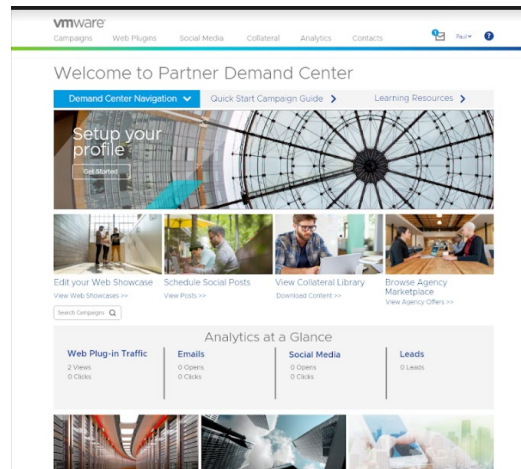 vmware
Campaigns Web Plugins Social Media Collateral Analytics Contacts Paul
Welcome to Partner Demand Center
Demand Center Navigation Quick Start Campaign Guide Learning Resources
Setup your
profile
Get Started
Edit your Web Showcase
View Web Showcases >>
Schedule Social Posts
View Posts >>
View Collateral Library
Download Content >>
Browse Agency
Marketplace
View Agency Offers >>
Search Campaigns
Analytics at a Glance
Web Plug-in Traffic
2 Views
0 Clicks
Emails
0 Opens
0 Clicks
Social Media
0 Opens
0 Clicks
Leads
0 Leads